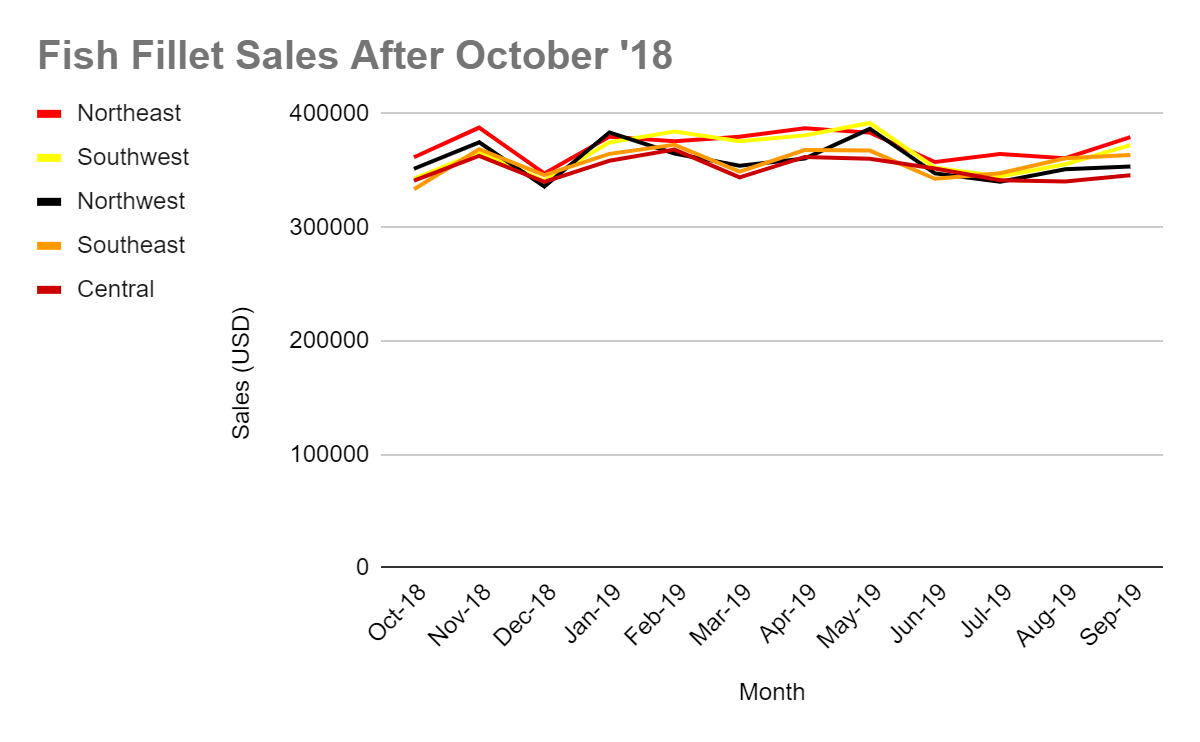 Fish Fillet Sales After October '18
Northeast
Southwest
Northwest
Southeast
Central
Sales (USD)
400000
300000
200000
100000
0
Oct-18
Nov-18
Dec-18
Jan-19
Feb-19
Mar-19
Apr-19
May-19
Jun-19
Jul-19
Aug-19
Sep-19
Month